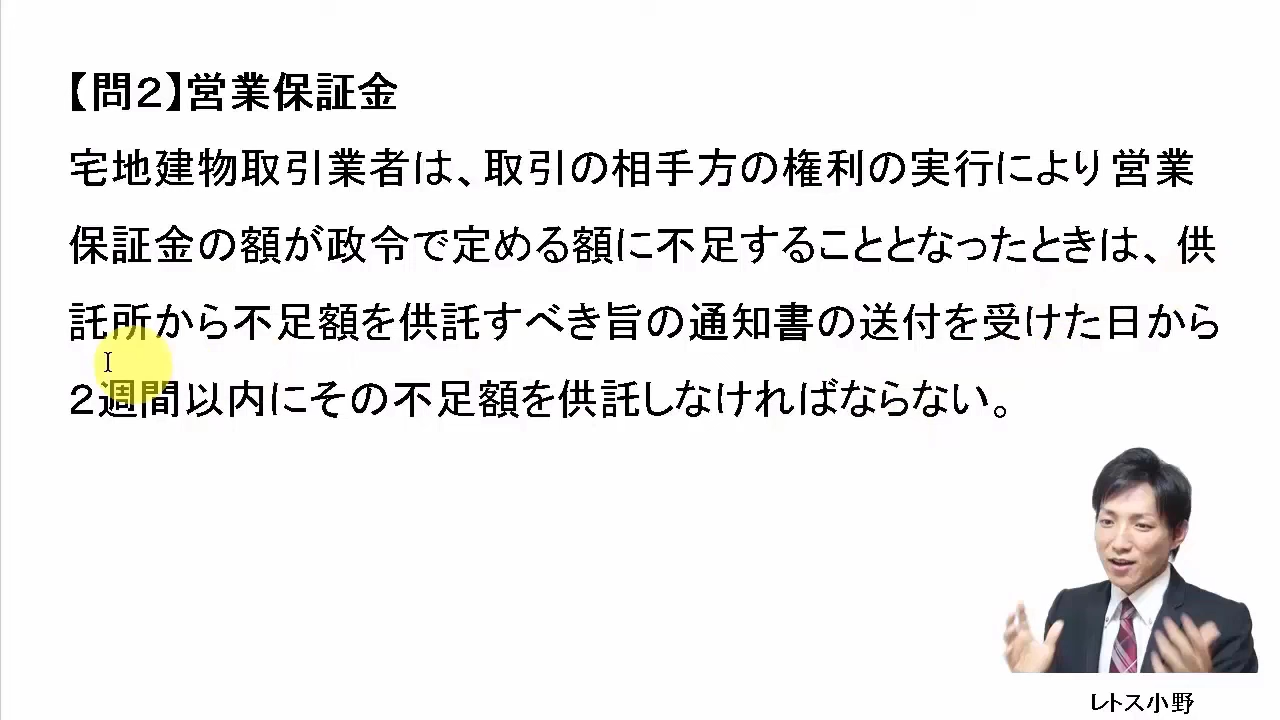 【問２】営業保証金
宅地建物取引業者は、取引の相手方の権利の実行により営業
保証金の額が政令で定める額に不足することとなったときは、供
託所から不足額を供託すべき旨の通知書の送付を受けた日から
２週間以内にその不足額を供託しなければならない。
レトス小野